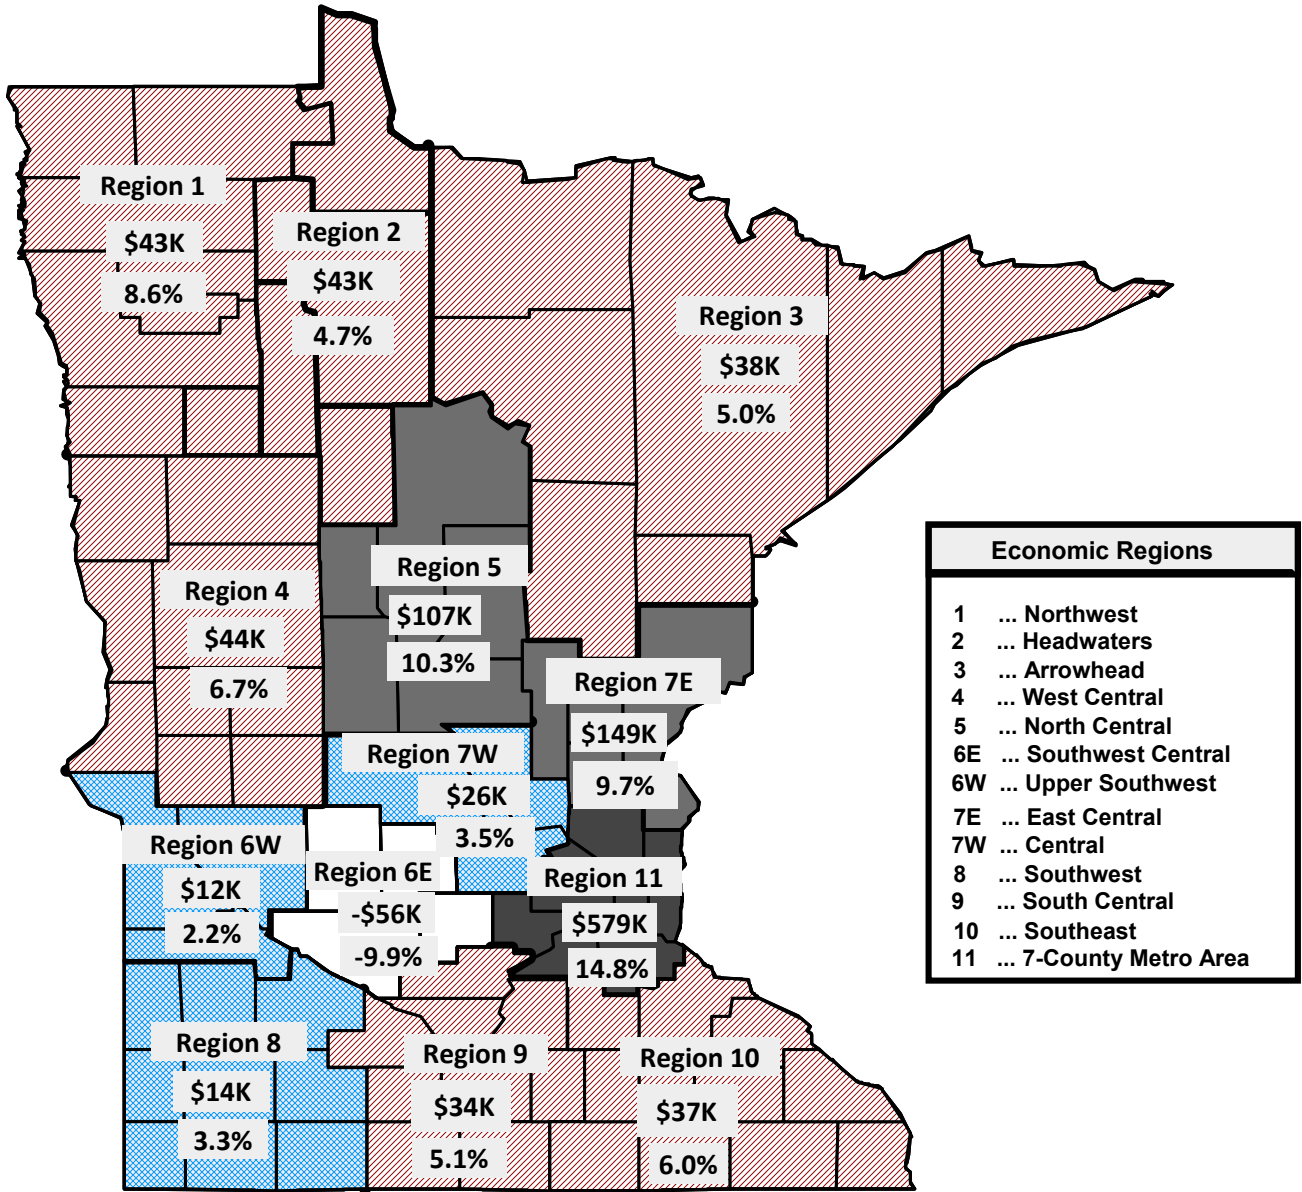 Region 1
$43K
8.6%
Region 2
$43K
4.7%
Region 3
$38K
5.0%
Region 4
$44K
6.7%
Region 5
$107K
10.3%
Region 7E
$149K
9.7%
Region 7W
$26K
3.5%
Region 6W
$12K
2.2%
Region 6E
-$56K
-9.9%
Region 11
$579K
14.8%
Region 8
$14K
3.3%
Region 9
$34K
5.1%
Region 10
$37K
6.0%
Economic Regions
1 ... Northwest
2 ... Headwaters
3 ... Arrowhead
4 ... West Central
5 ... North Central
6E ... Southwest Central
6W ... Upper Southwest
7E ... East Central
7W ... Central
8 ... Southwest
9 ... South Central
10 ... Southeast
11 ... 7-County Metro Area